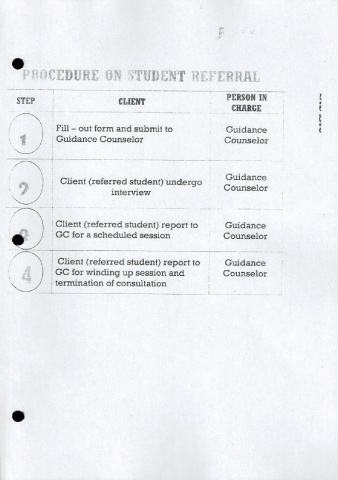 PROCEDURE ON STUDENT REFERRAL
STEP CLIENT PERSON IN
CHARGE
1 Fill – out form and submit to Guidance
Guidance Counselor Counselor
2 Client (referred student) undergo Guidance
interview Counselor
3 Client (referred student) report to Guidance
GC for a scheduled session Counselor
4 Client (referred student) report to Guidance
GC for winding up session and Counselor
termination of consultation